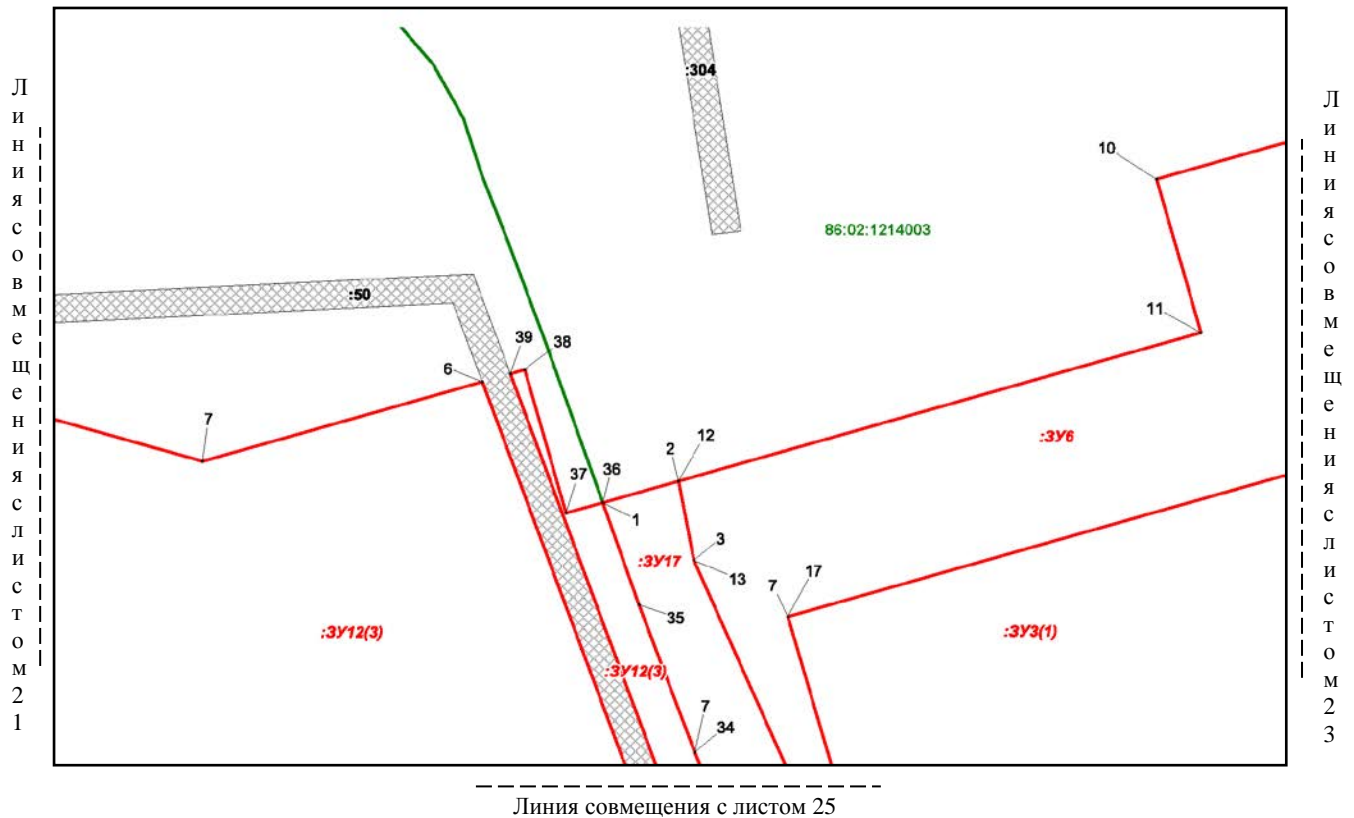 Линия совмещения с листом 21
:304
10
86:02:1214003
11
:50
39
38
6
7
2
12
36
37
1
:ЗУ6
3
:ЗУ17
13
7
17
35
:ЗУ12(3)
:ЗУ3(1)
:ЗУ12(3)
7
34
Линия совмещения с листом 23
Линия совмещения с листом 25